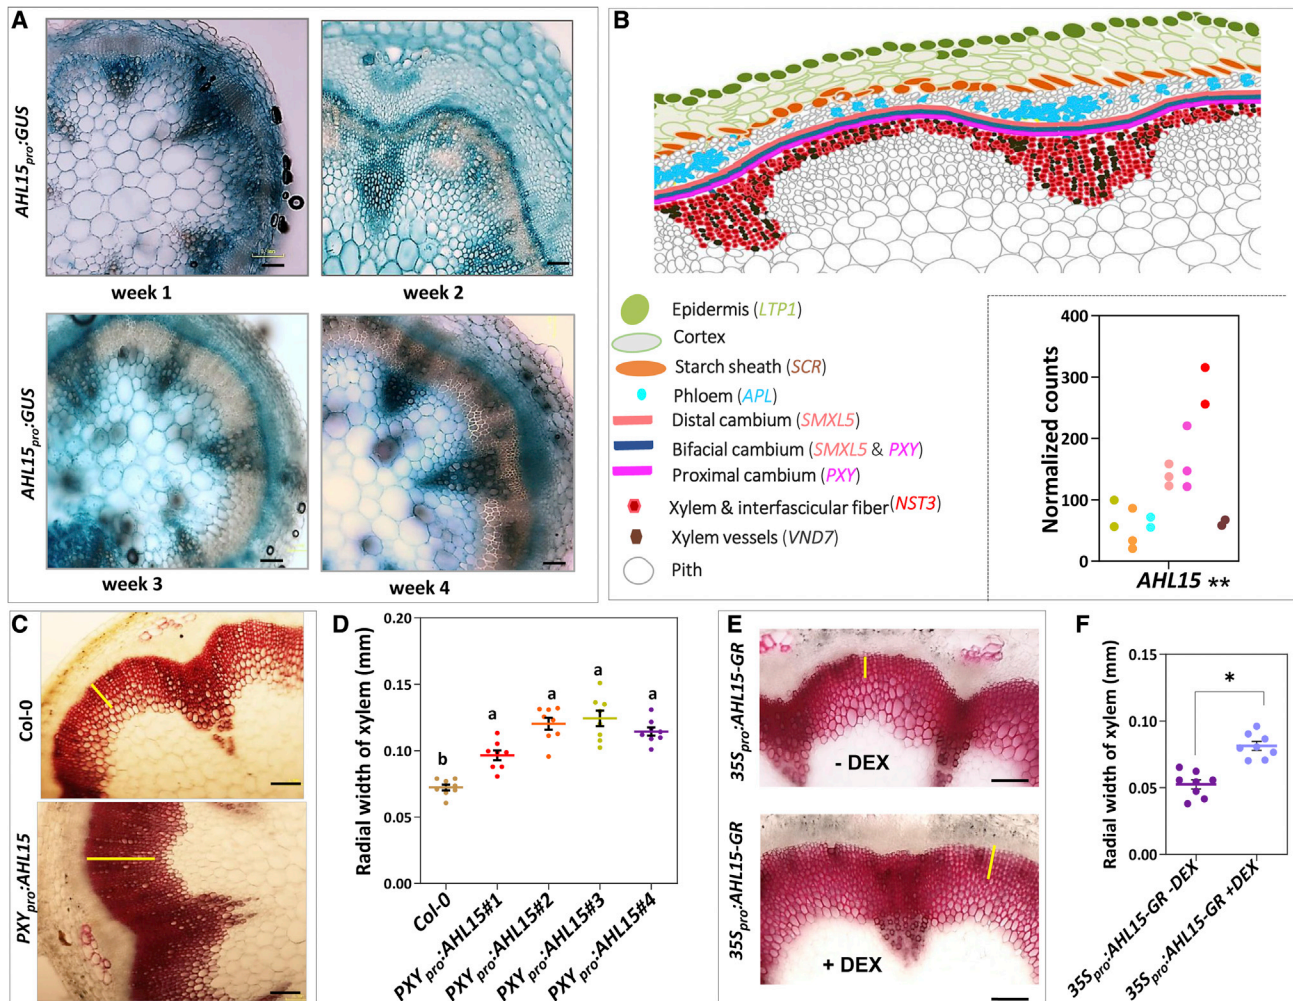 A
AHL15pro:GUS
week 1
week 2
AHL15pro:GUS
week 3
week 4
B
Epidermis (LTP1)
Cortex
Starch sheath (SCR)
Phloem (APL)
Distal cambium (SMXL5)
Bifacial cambium (SMXL5 & PXY)
Proximal cambium (PXY)
Xylem & interfascicular fiber(NST3)
Xylem vessels (VND7)
Pith
Normalized counts
400
300
200
100
0
AHL15 **
C
Col-0
PXYpro:AHL15
D
Radial width of xylem (mm)
0.20
0.15
0.10
0.05
0.00
b
a
a
a
a
Col-0
PXYpro:AHL15#1
PXYpro:AHL15#2
PXYpro:AHL15#3
PXYpro:AHL15#4
E
35Spro:AHL15-GR
- DEX
35Spro:AHL15-GR
+ DEX
F
Radial width of xylem (mm)
0.15
0.10
0.05
0.00
*
35Spro:AHL15-GR -DEX
35Spro:AHL15-GR +DEX